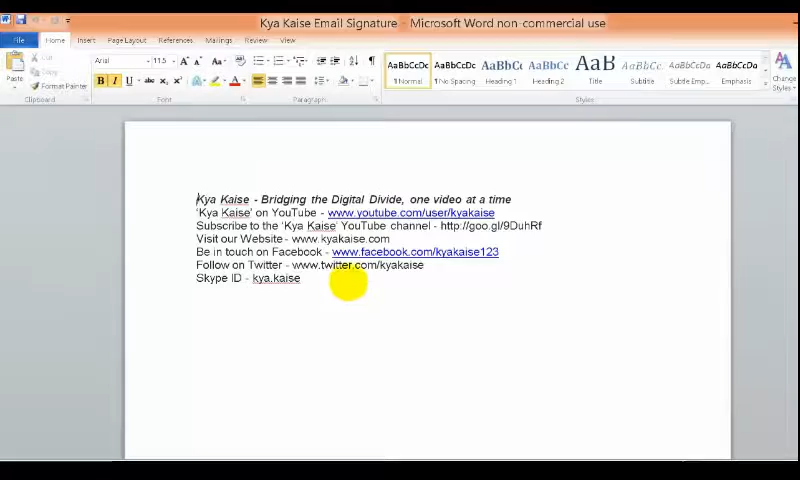 Kya Kaise Email Signature - Microsoft Word non-commercial use
File Home Insert Page Layout References Mailings Review View
Paste Cut Copy Format Painter
Arial 11.5
AaBbCcDc AaBbCcDc AaBbCc AaBbCc AaB AaBbCc. AaBbCcDa AaBbCcDa
¶ Normal ¶ No Spacing Heading 1 Heading 2 Title Subtitle Subtle Emp... Emphasis
Change Styles
Clipboard Font Paragraph Styles
Kya Kaise - Bridging the Digital Divide, one video at a time
'Kya Kaise' on YouTube - www.youtube.com/user/kyakaise
Subscribe to the 'Kya Kaise' YouTube channel - http://goo.gl/9DuhRf
Visit our Website - www.kyakaise.com
Be in touch on Facebook - www.facebook.com/kyakaise123
Follow on Twitter - www.twitter.com/kyakaise
Skype ID - kya.kaise